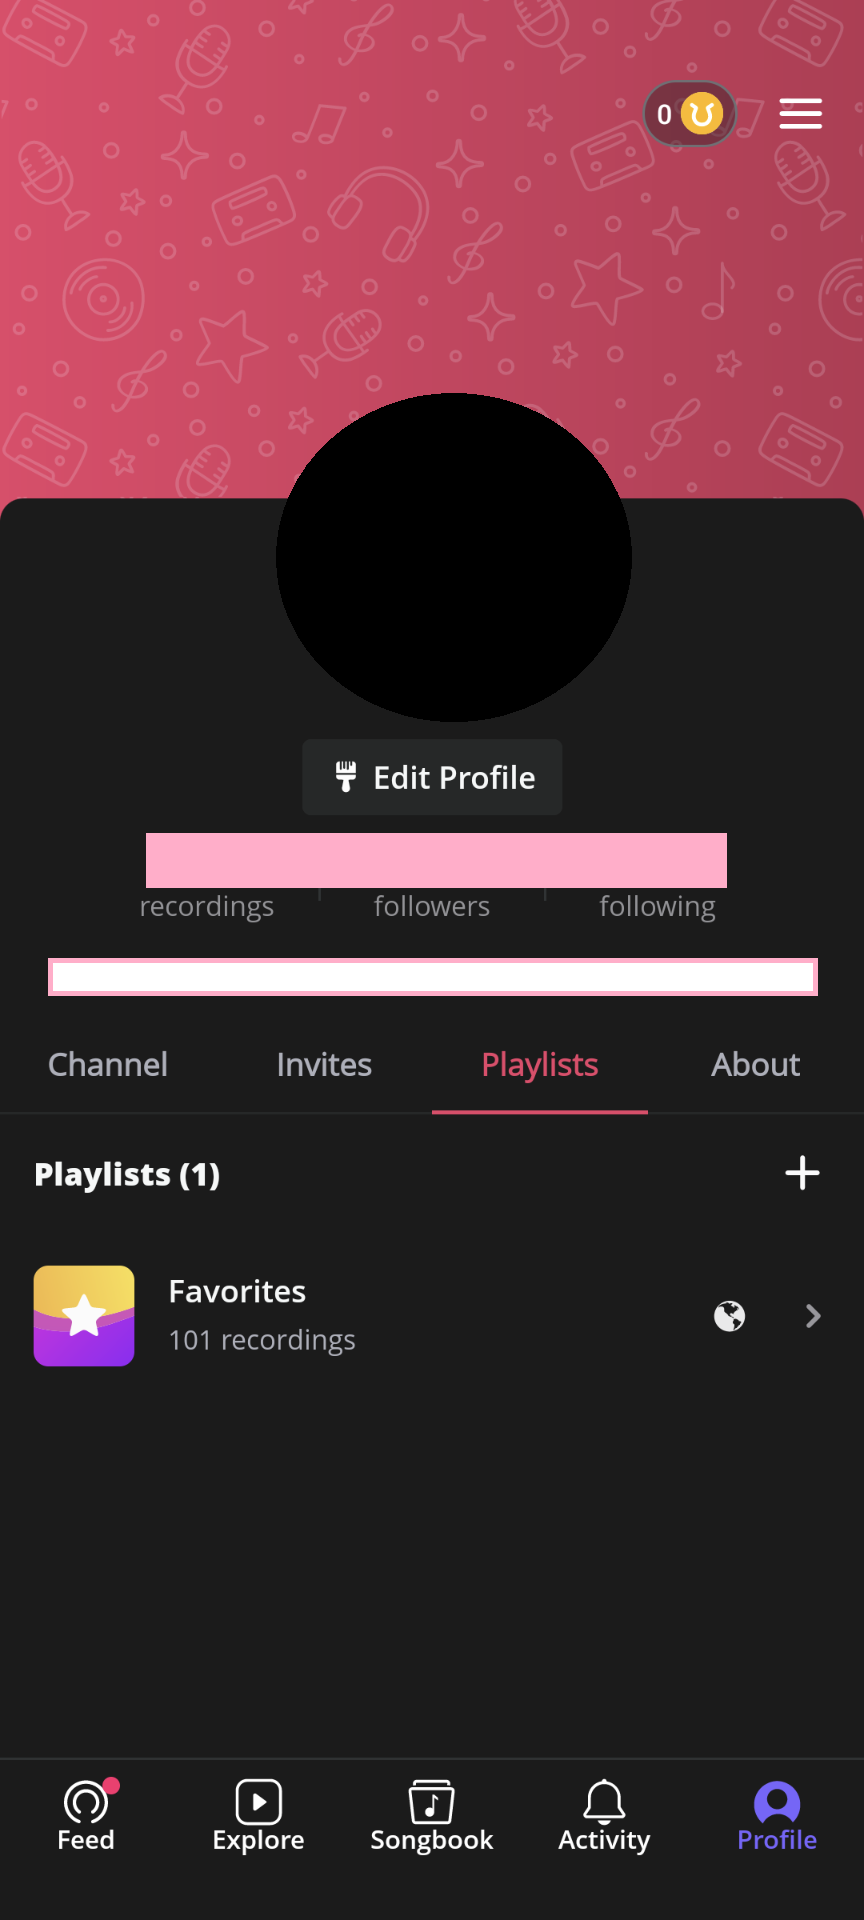 0
Edit Profile
recordings followers following
Channel Invites Playlists About
Playlists (1)
Favorites
101 recordings
Feed Explore Songbook Activity Profile